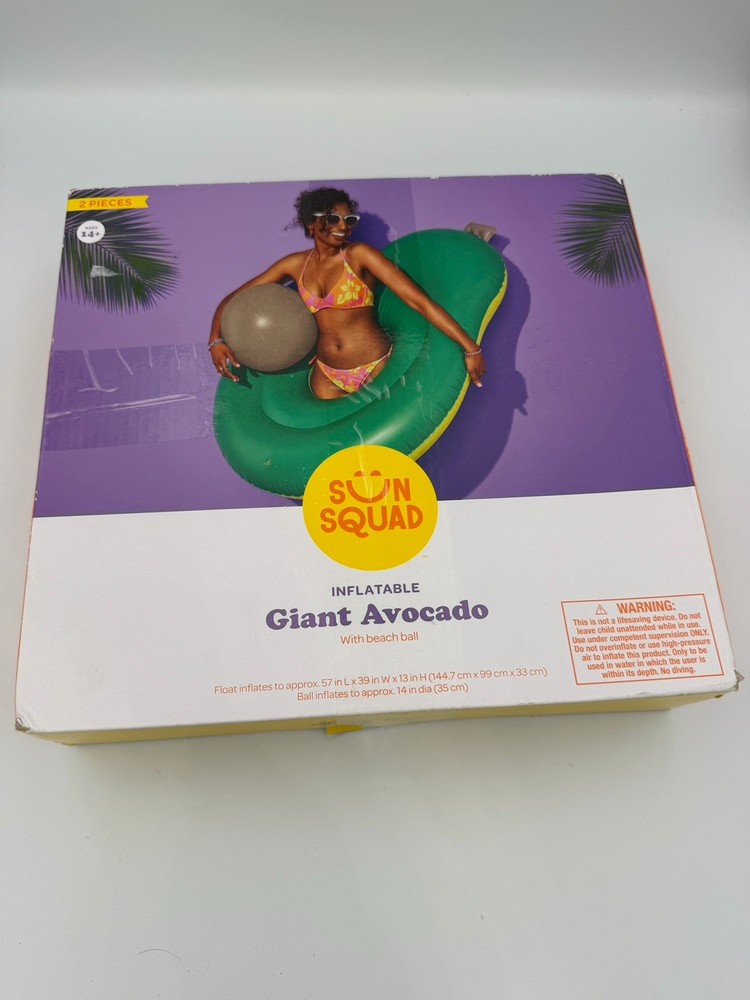 2 PIECES
AGES
14+
SUN
SQUAD
INFLATABLE
Giant Avocado
With beach ball
Float inflates to approx. 57 in L x 39 in W x 13 in H (144.7 cm x 99 cm x 33 cm)
Ball inflates to approx. 14 in dia (35 cm)
WARNING:
This is not a lifesaving device. Do not
leave child unattended while in use.
Use under competent supervision ONLY.
Do not overinflate or use high-pressure
air to inflate this product. Only to be
used in water in which the user is
within its depth. No diving.